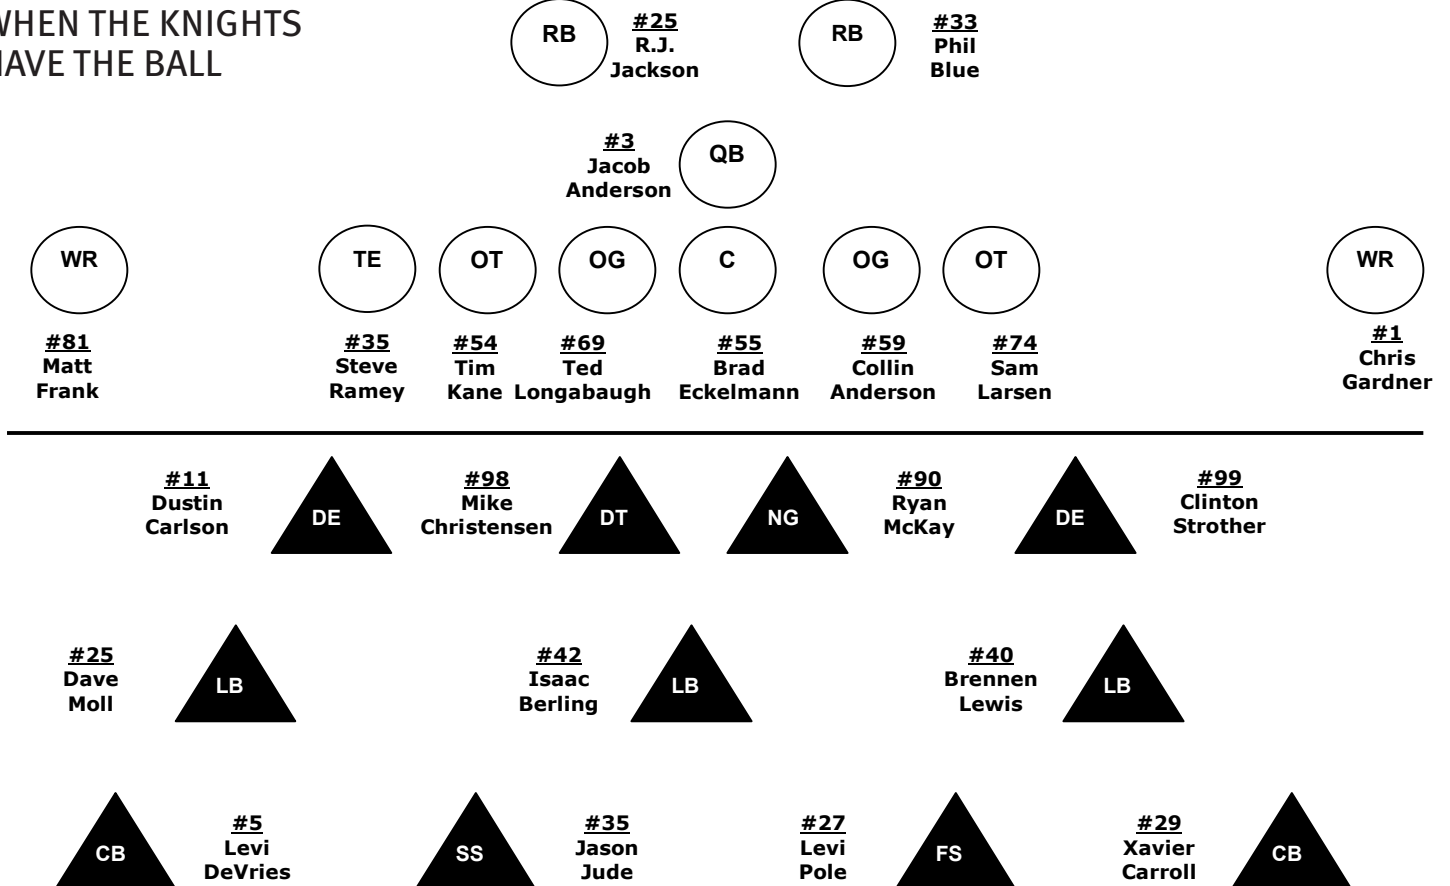 WHEN THE KNIGHTS
HAVE THE BALL
RB
#25
R.J.
Jackson
RB
#33
Phil
Blue
#3
Jacob
Anderson
QB
WR
TE
OT
OG
C
OG
OT
WR
#81
Matt
Frank
#35
Steve
Ramey
#54
Tim
Kane
#69
Ted
Longabaugh
#55
Brad
Eckelmann
#59
Collin
Anderson
#74
Sam
Larsen
#1
Chris
Gardner
#11
Dustin
Carlson
DE
#98
Mike
Christensen
DT
NG
#90
Ryan
McKay
DE
#99
Clinton
Strother
#25
Dave
Moll
LB
#42
Isaac
Berling
LB
#40
Brennen
Lewis
LB
CB
#5
Levi
DeVries
SS
#35
Jason
Jude
#27
Levi
Pole
FS
#29
Xavier
Carroll
CB